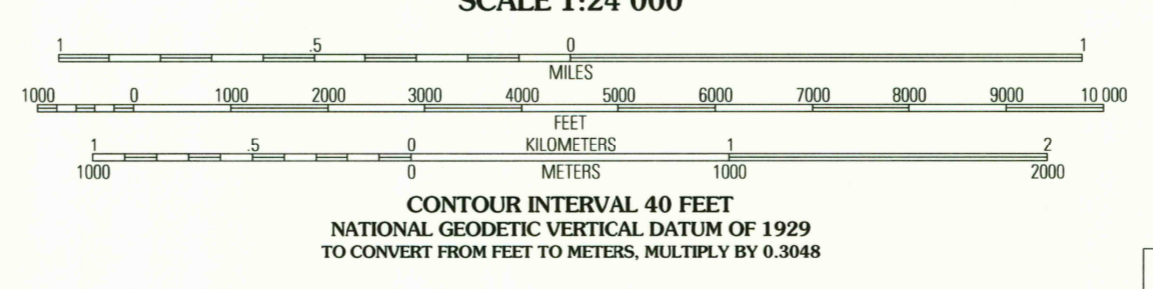 SCALE 1:24 000
1 .5 0 1
MILES
1000 0 1000 2000 3000 4000 5000 6000 7000 8000 9000 10 000
FEET
1 .5 0 KILOMETERS 1 2
1000 0 METERS 1000 2000
CONTOUR INTERVAL 40 FEET
NATIONAL GEODETIC VERTICAL DATUM OF 1929
TO CONVERT FROM FEET TO METERS, MULTIPLY BY 0.3048